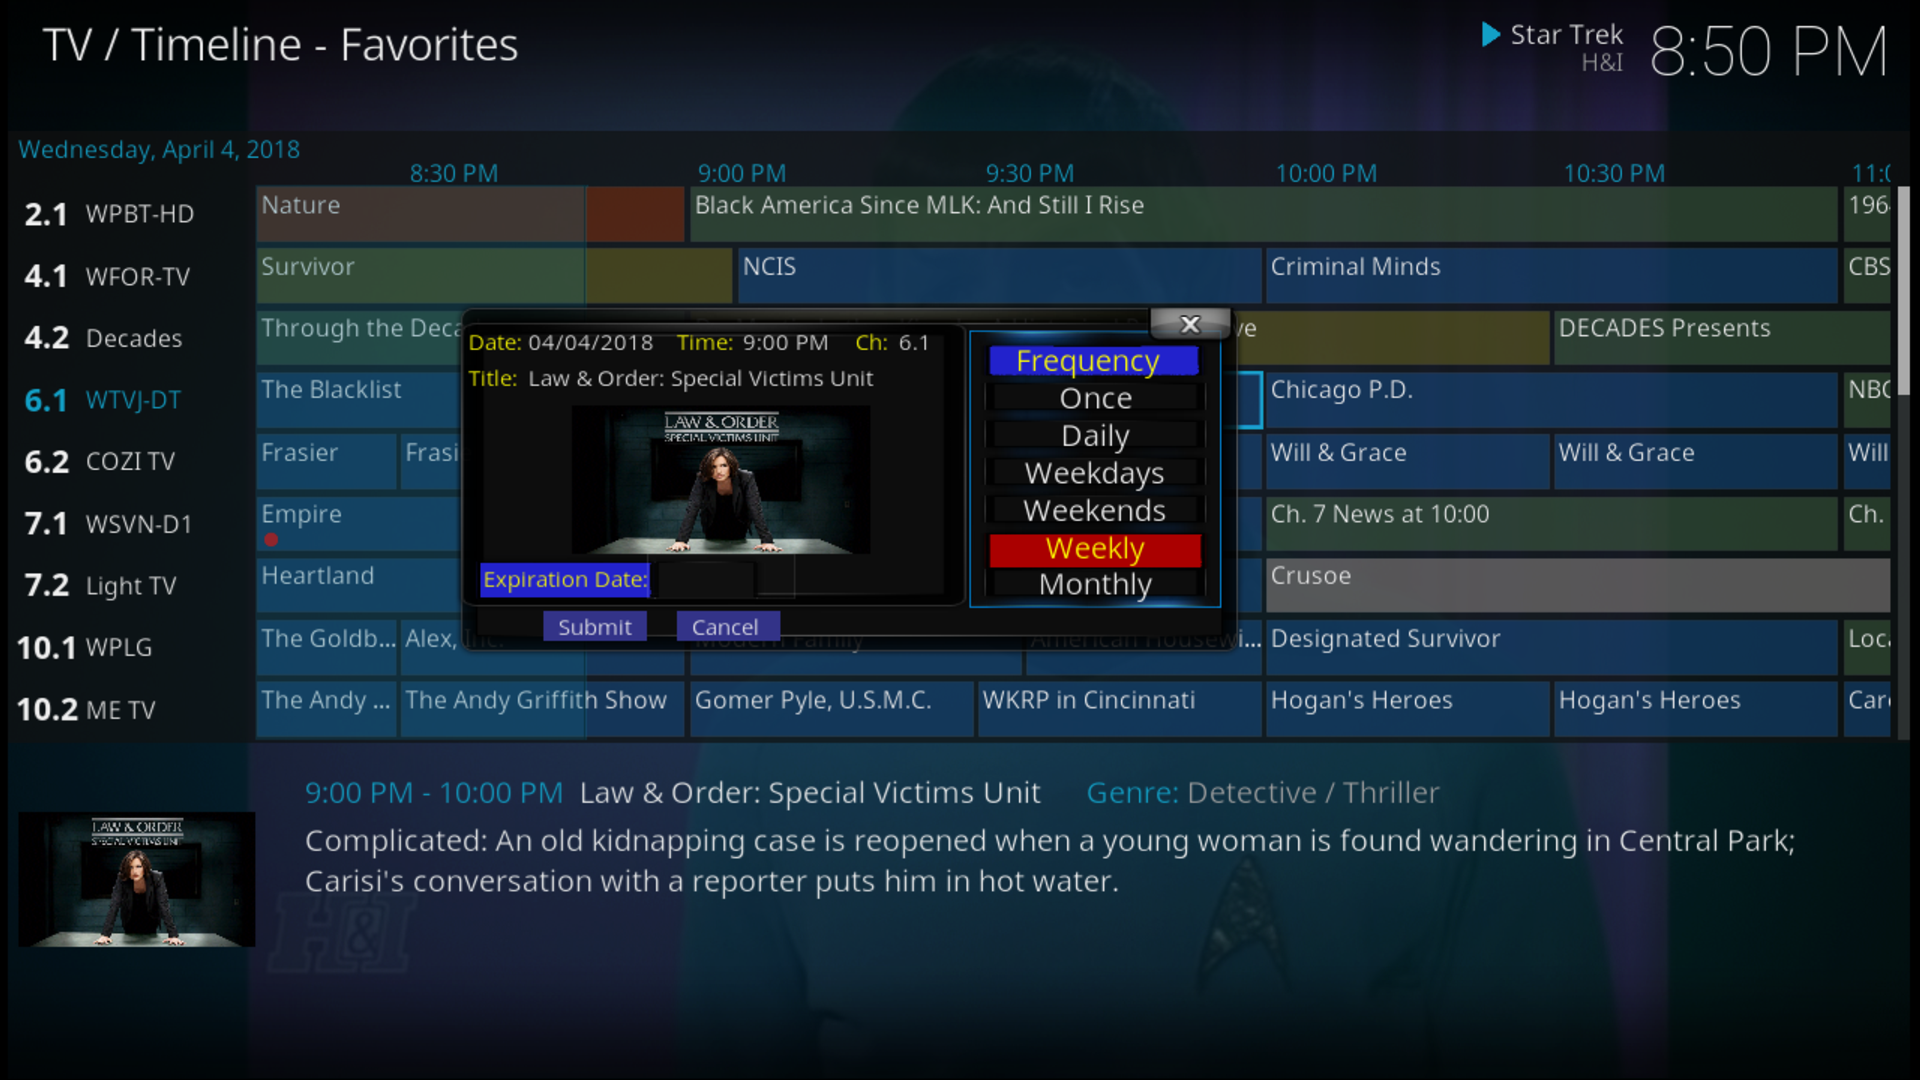 TV / Timeline - Favorites
Star Trek
H&I
8:50 PM
Wednesday, April 4, 2018
8:30 PM 9:00 PM 9:30 PM 10:00 PM 10:30 PM
2.1 WPBT-HD Nature Black America Since MLK: And Still I Rise
4.1 WFOR-TV Survivor NCIS Criminal Minds CBS
4.2 Decades Through the DECADES Presents
6.1 WTVJ-DT The Blacklist Chicago P.D. NBC
6.2 COZI TV Frasier Frasi Will & Grace Will & Grace Will
7.1 WSVN-D1 Empire Ch. 7 News at 10:00 Ch.
7.2 Light TV Heartland Crusoe
10.1 WPLG The Goldb... Alex, Inc. Modern Family American Housewi... Designated Survivor
10.2 ME TV The Andy ... The Andy Griffith Show Gomer Pyle, U.S.M.C. WKRP in Cincinnati Hogan's Heroes Hogan's Heroes
X
Date: 04/04/2018 Time: 9:00 PM Ch: 6.1
Title: Law & Order: Special Victims Unit
LAW & ORDER
SPECIAL VICTIMS UNIT
Expiration Date:
Submit Cancel
Frequency
Once
Daily
Weekdays
Weekends
Weekly
Monthly
9:00 PM - 10:00 PM Law & Order: Special Victims Unit Genre: Detective / Thriller
LAW & ORDER
SPECIAL VICTIMS UNIT
Complicated: An old kidnapping case is reopened when a young woman is found wandering in Central Park;
Carisi's conversation with a reporter puts him in hot water.
H&I